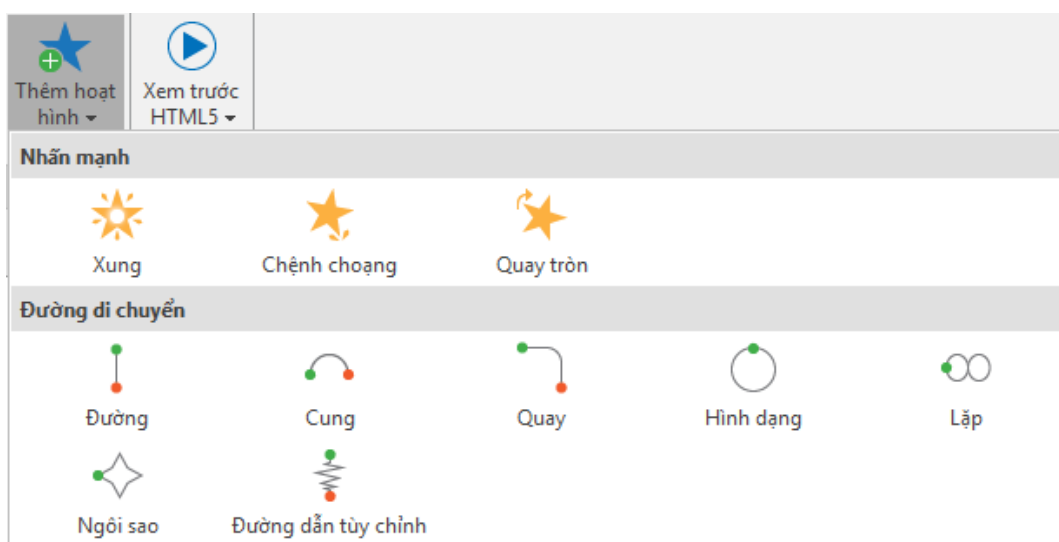 Thêm hoạt
hình
Xem trước
HTML5
Nhấn mạnh
Xung
Chệnh choạng
Quay tròn
Đường di chuyển
Đường
Cung
Quay
Hình dạng
Lặp
Ngôi sao
Đường dẫn tùy chỉnh